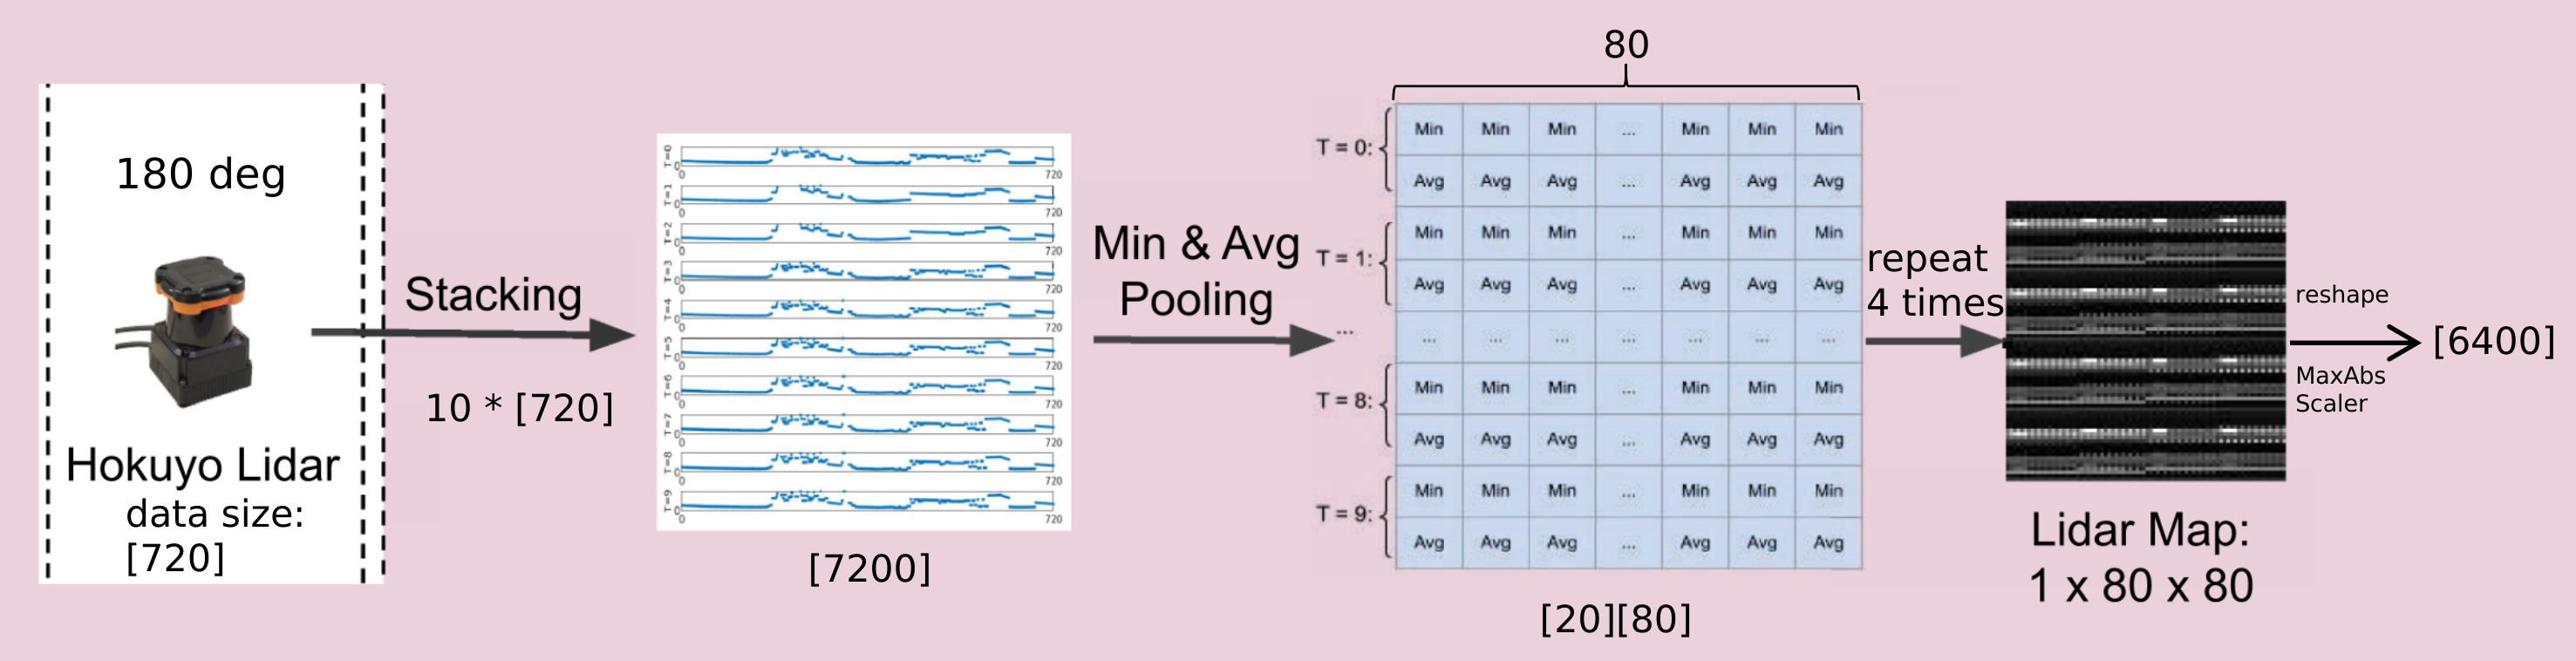 180 deg
Hokuyo Lidar
data size:
[720]
Stacking
10 * [720]
T=0
0
720
T=1
0
720
T=2
0
720
T=3
0
720
T=4
0
720
T=5
0
720
T=6
0
720
T=7
0
720
T=8
0
720
T=9
0
720
[7200]
Min & Avg
Pooling
80
T = 0:
Min Min Min ... Min Min Min
Avg Avg Avg ... Avg Avg Avg
T = 1:
Min Min Min ... Min Min Min
Avg Avg Avg ... Avg Avg Avg
...
... ... ... ... ... ... ...
T = 8:
Min Min Min ... Min Min Min
Avg Avg Avg ... Avg Avg Avg
T = 9:
Min Min Min ... Min Min Min
Avg Avg Avg ... Avg Avg Avg
[20][80]
repeat
4 times
Lidar Map:
1 x 80 x 80
reshape
MaxAbs
Scaler
[6400]